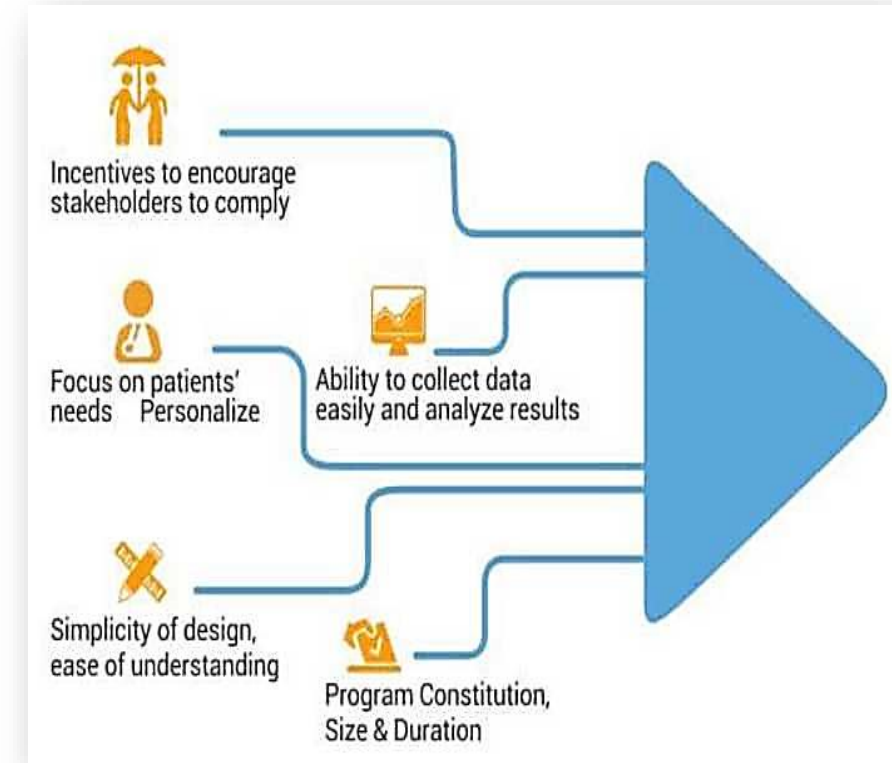 Incentives to encourage
stakeholders to comply
Focus on patients'
needs Personalize
Ability to collect data
easily and analyze results
Simplicity of design,
ease of understanding
Program Constitution,
Size & Duration